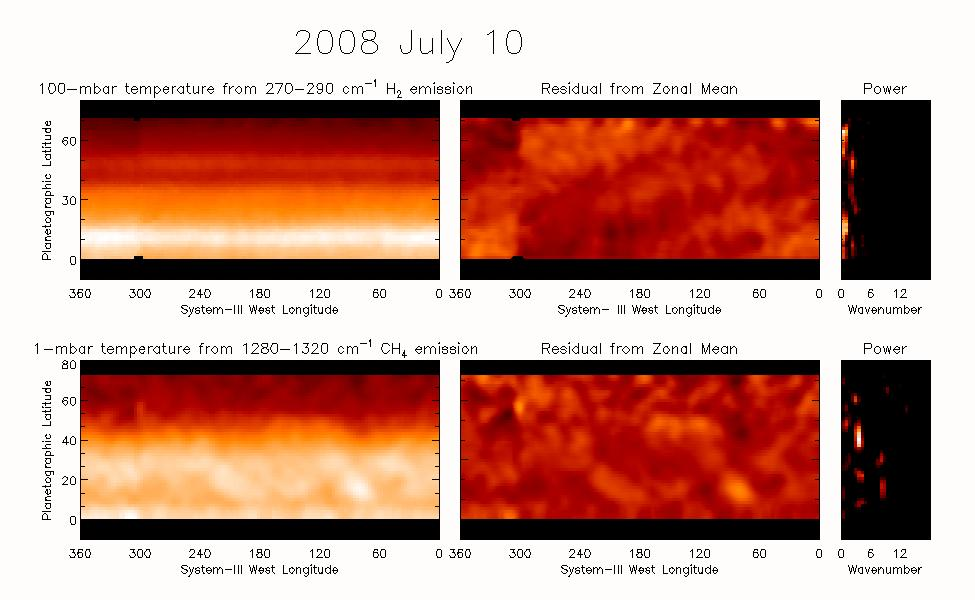 2008 July 10
100-mbar temperature from 270-290 cm⁻¹ H₂ emission
Residual from Zonal Mean
Power
Planetographic Latitude
60
30
0
360 300 240 180 120 60 0
360 300 240 180 120 60 0
0 6 12
System-III West Longitude
System- III West Longitude
Wavenumber
1-mbar temperature from 1280-1320 cm⁻¹ CH₄ emission
Residual from Zonal Mean
Power
Planetographic Latitude
80
60
40
20
0
360 300 240 180 120 60 0
360 300 240 180 120 60 0
0 6 12
System-III West Longitude
System-III West Longitude
Wavenumber